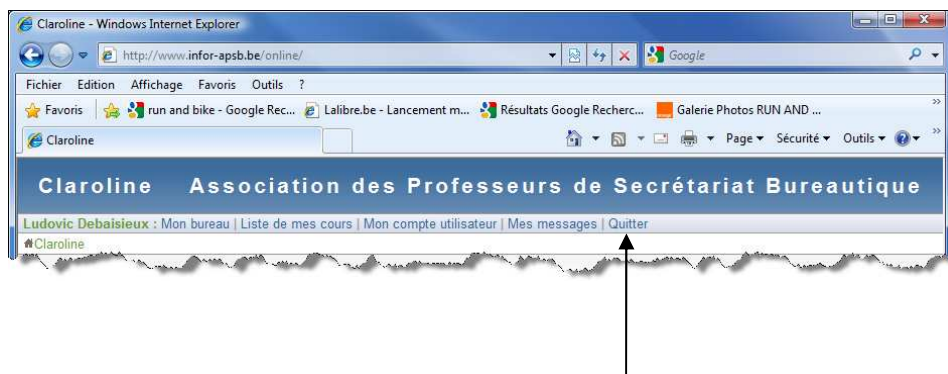 Claroline - Windows Internet Explorer
http://www.infor-apsb.be/online/ Google
Fichier Edition Affichage Favoris Outils ?
Favoris run and bike - Google Rec... Lalibre.be - Lancement m... Résultats Google Recherc... Galerie Photos RUN AND ... »
Claroline Page Sécurité Outils »
Claroline Association des Professeurs de Secrétariat Bureautique
Ludovic Debaisieux : Mon bureau | Liste de mes cours | Mon compte utilisateur | Mes messages | Quitter
Claroline